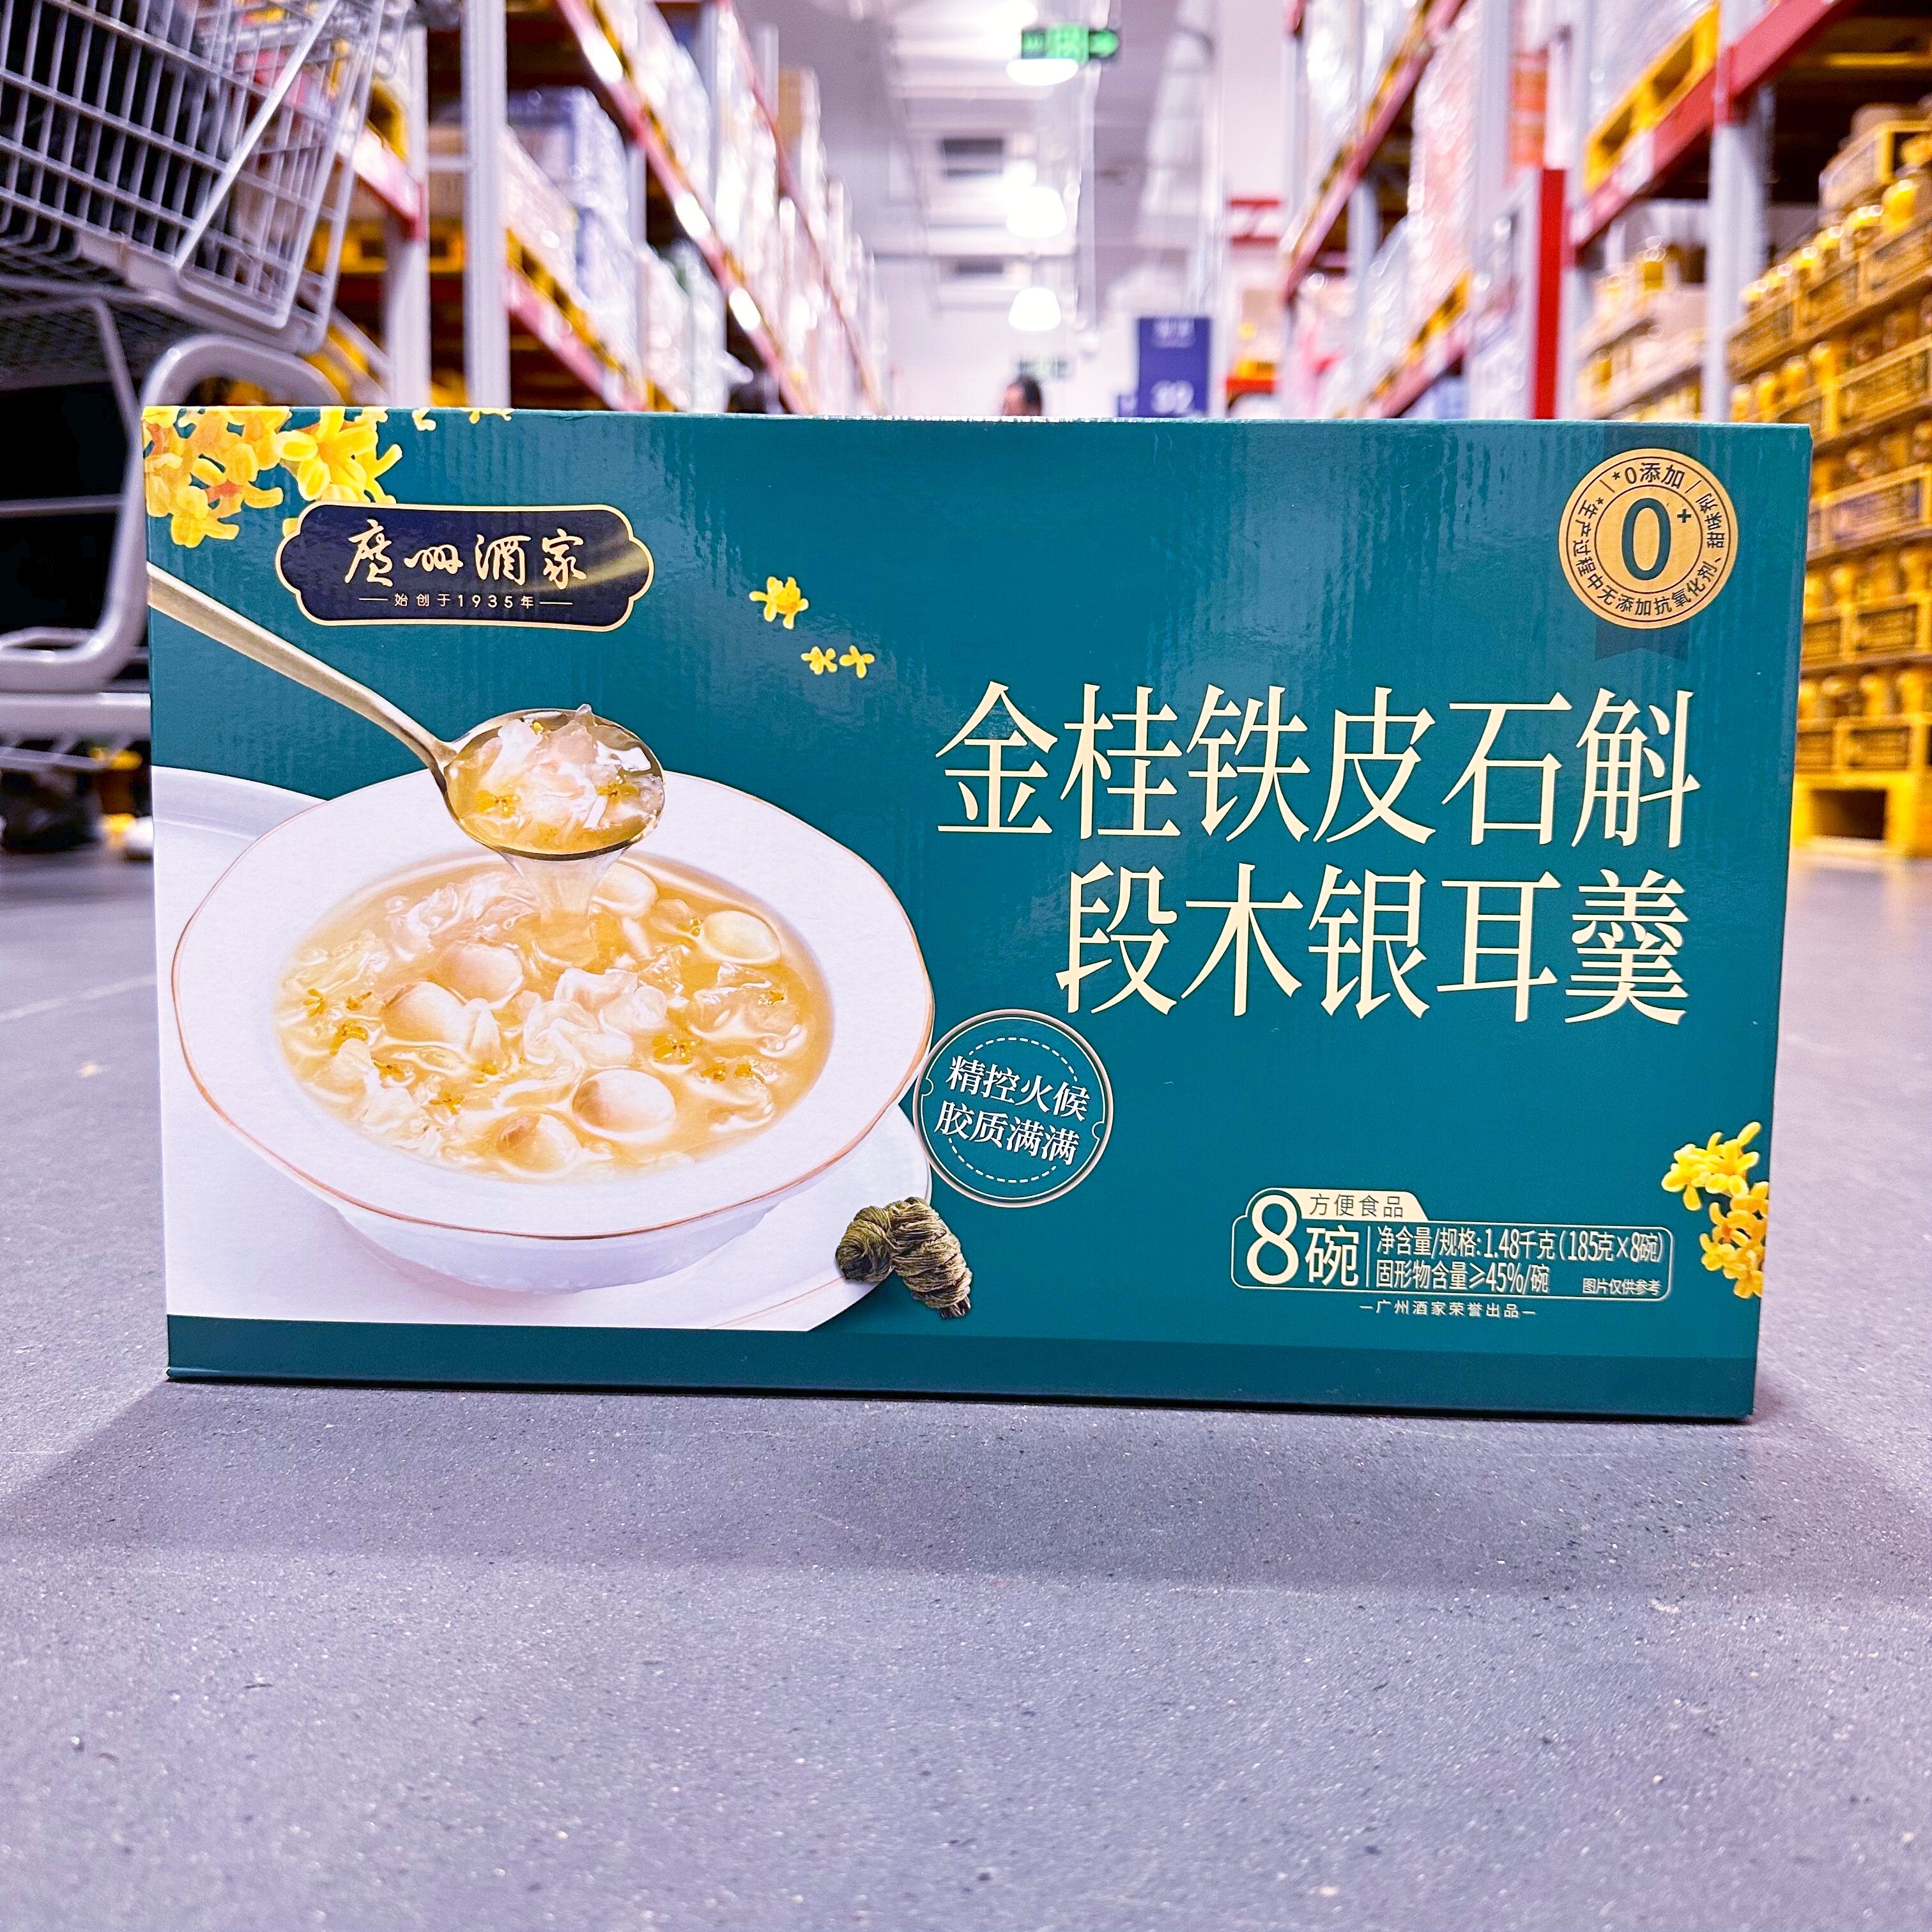 廣州酒家
始创于1935年
*0添加
0+
*生产过程中无添加抗氧化剂、甜味剂
金桂铁皮石斛
段木银耳羹
精控火候
胶质满满
方便食品
8碗
净含量/规格:1.48千克(185克×8碗)
固形物含量≥45%/碗
图片仅供参考
广州酒家荣誉出品